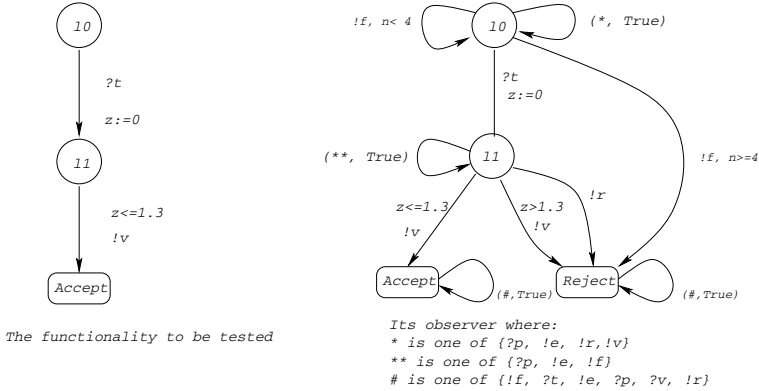 l0
?t
z:=0
l1
z<=1.3
!v
Accept
The functionality to be tested
!f, n< 4
l0
(*, True)
?t
z:=0
(**, True)
l1
!f, n>=4
z<=1.3
!v
z>1.3
!v
!r
Accept
(#,True)
Reject
(#,True)
Its observer where:
* is one of {?p, !e, !r,!v}
** is one of {?p, !e, !f}
# is one of {!f, ?t, !e, ?p, ?v, !r}